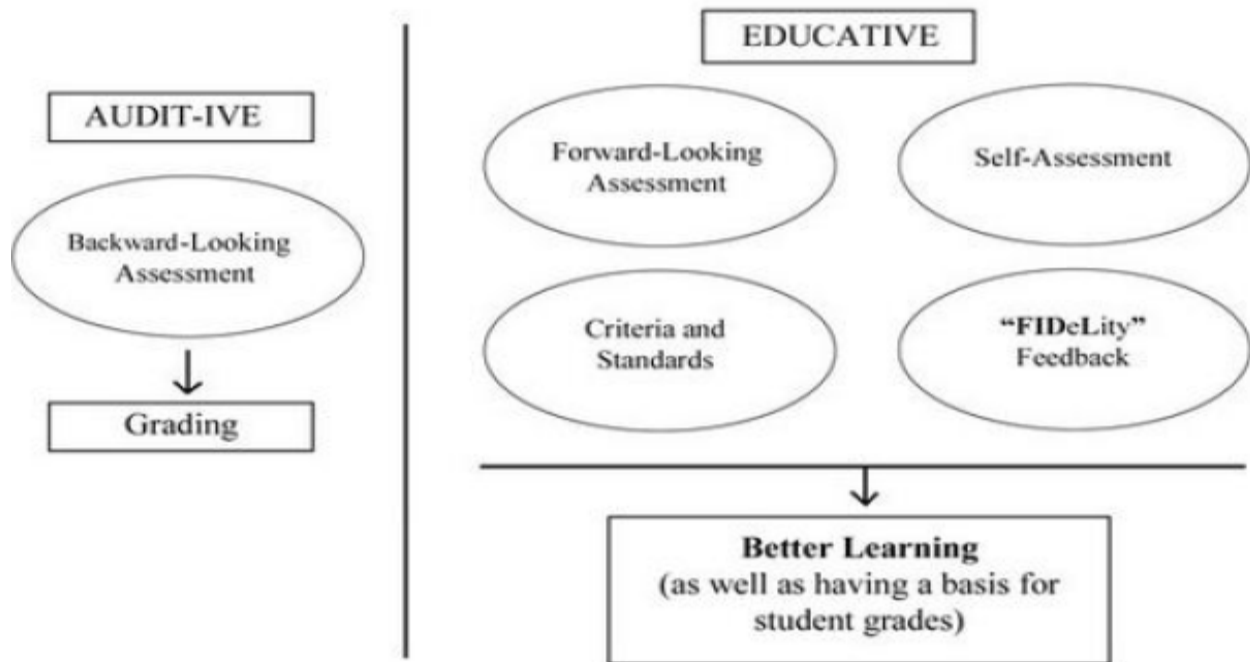 AUDIT-IVE
Backward-Looking
Assessment
Grading
EDUCATIVE
Forward-Looking
Assessment
Self-Assessment
Criteria and
Standards
“FIDeLity”
Feedback
Better Learning
(as well as having a basis for
student grades)